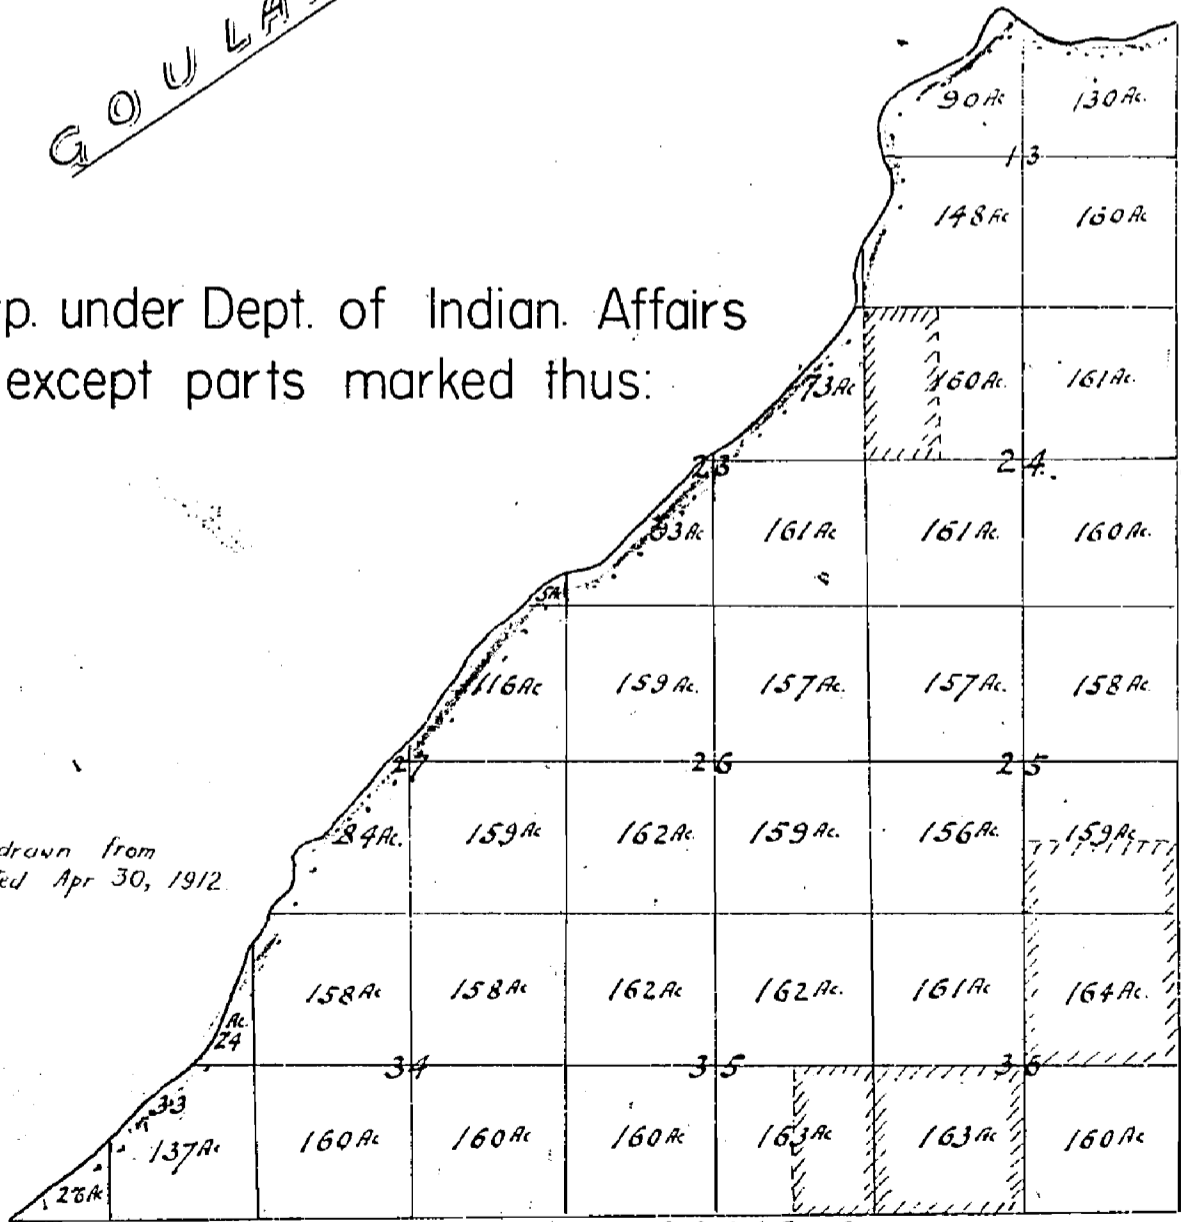 GOULA
90 Ac 130 Ac.
13
148 Ac 160 Ac
p. under Dept. of Indian. Affairs
except parts marked thus:
73 Ac 160 Ac. 161 Ac.
23 24.
93 Ac 161 Ac 161 Ac. 160 Ac.
5 Ac
116 Ac 159 Ac. 157 Ac. 157 Ac. 158 Ac
27 26 25
84 Ac. 159 Ac 162 Ac. 159 Ac. 156 Ac. 159 Ac
drawn from
ed Apr 30, 1912
158 Ac 158 Ac 162 Ac 162 Ac. 161 Ac 164 Ac.
Ac.
24
34 35 36
33
137 Ac 160 Ac 160 Ac 160 Ac 163 Ac 163 Ac 160 Ac